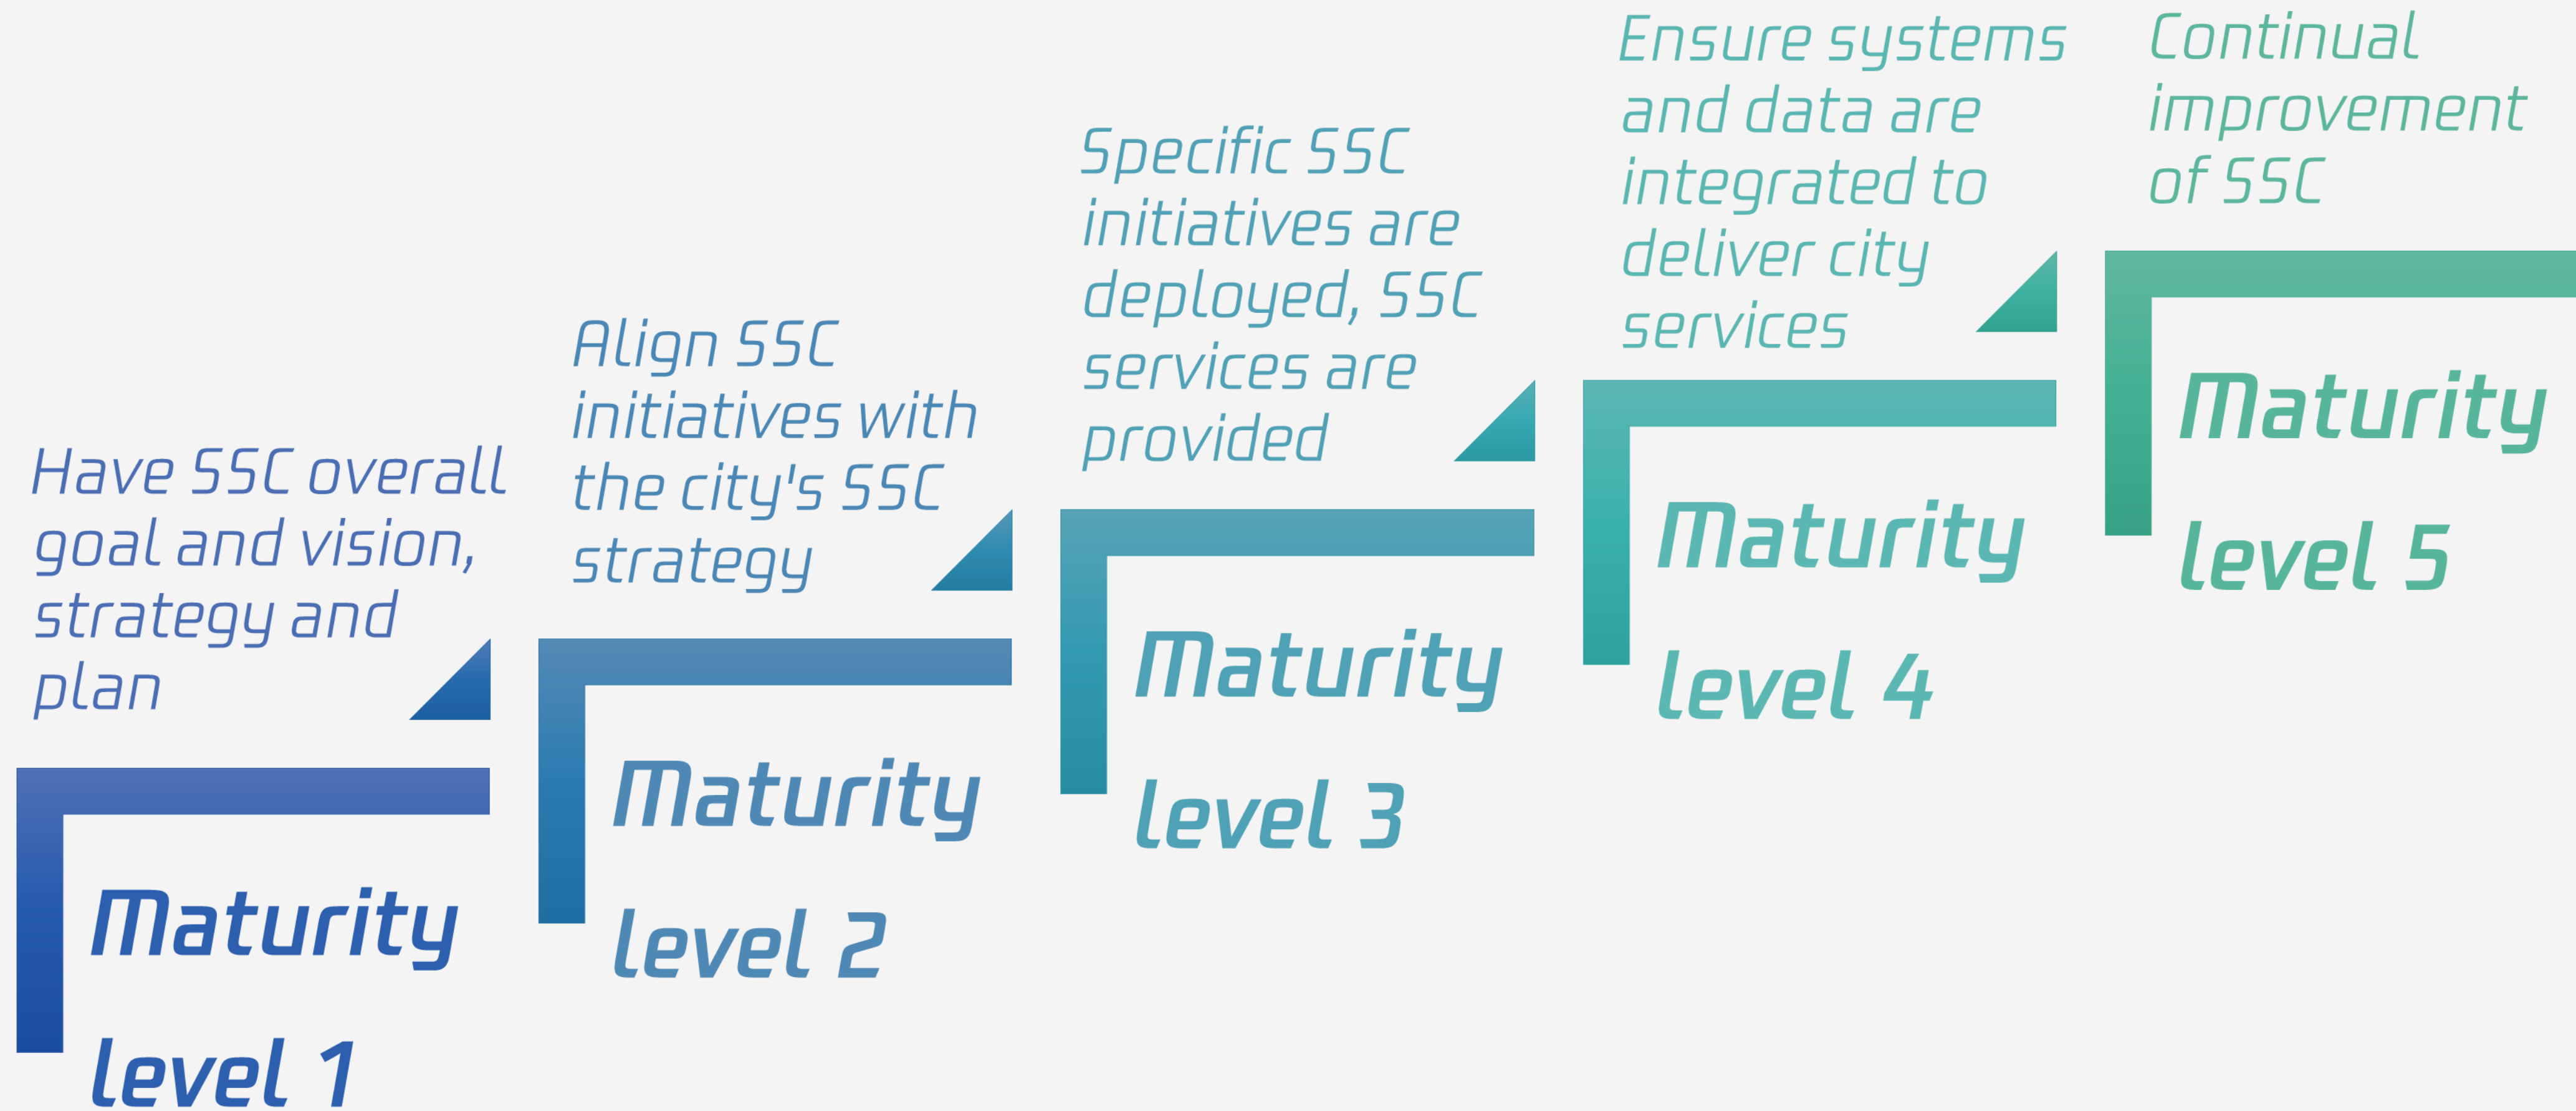 Have SSC overall
goal and vision,
strategy and
plan
Maturity
level 1
Align SSC
initiatives with
the city's SSC
strategy
Maturity
level 2
Specific SSC
initiatives are
deployed, SSC
services are
provided
Maturity
level 3
Ensure systems
and data are
integrated to
deliver city
services
Maturity
level 4
Continual
improvement
of SSC
Maturity
level 5